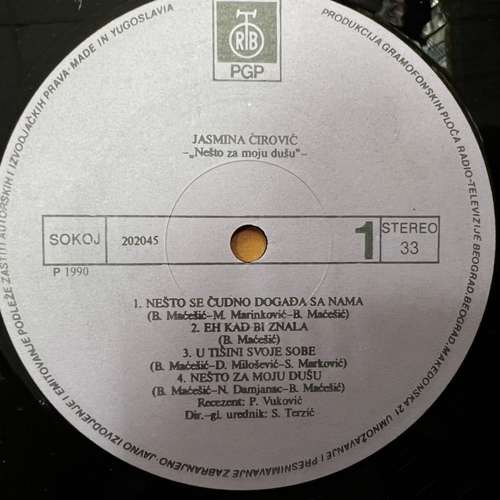 RTB
PGP
JASMINA ČIROVIĆ
-„Nešto za moju dušu"-
SOKOJ
202045
1
STEREO
33
P 1990
1. NEŠTO SE ČUDNO DOGAĐA SA NAMA
(B. Maćešić-M. Marinković-B. Maćešić)
2. EH KAD BI ZNALA
(B. Maćešić)
3. U TIŠINI SVOJE SOBE
(B. Maćešić-D. Milošević-S. Marković)
4. NEŠTO ZA MOJU DUŠU
(B. Maćešić-N. Damjanac-B. Maćešić)
Recezent: P. Vuković
Dir.-gl. urednik: S. Terzić
PRODUKCIJA GRAMOFONSKIH PLOČA RADIO-TELEVIZIJE BEOGRAD, BEOGRAD, MAKEDONSKA 21 UMNOŽAVANJE I PRESNIMAVANJE ZABRANJENO. JAVNO IZVODJENJE I EMITOVANJE PODLEŽE ZAŠTITI AUTORSKIH I IZVODJAČKIH PRAVA·MADE IN YUGOSLAVIA